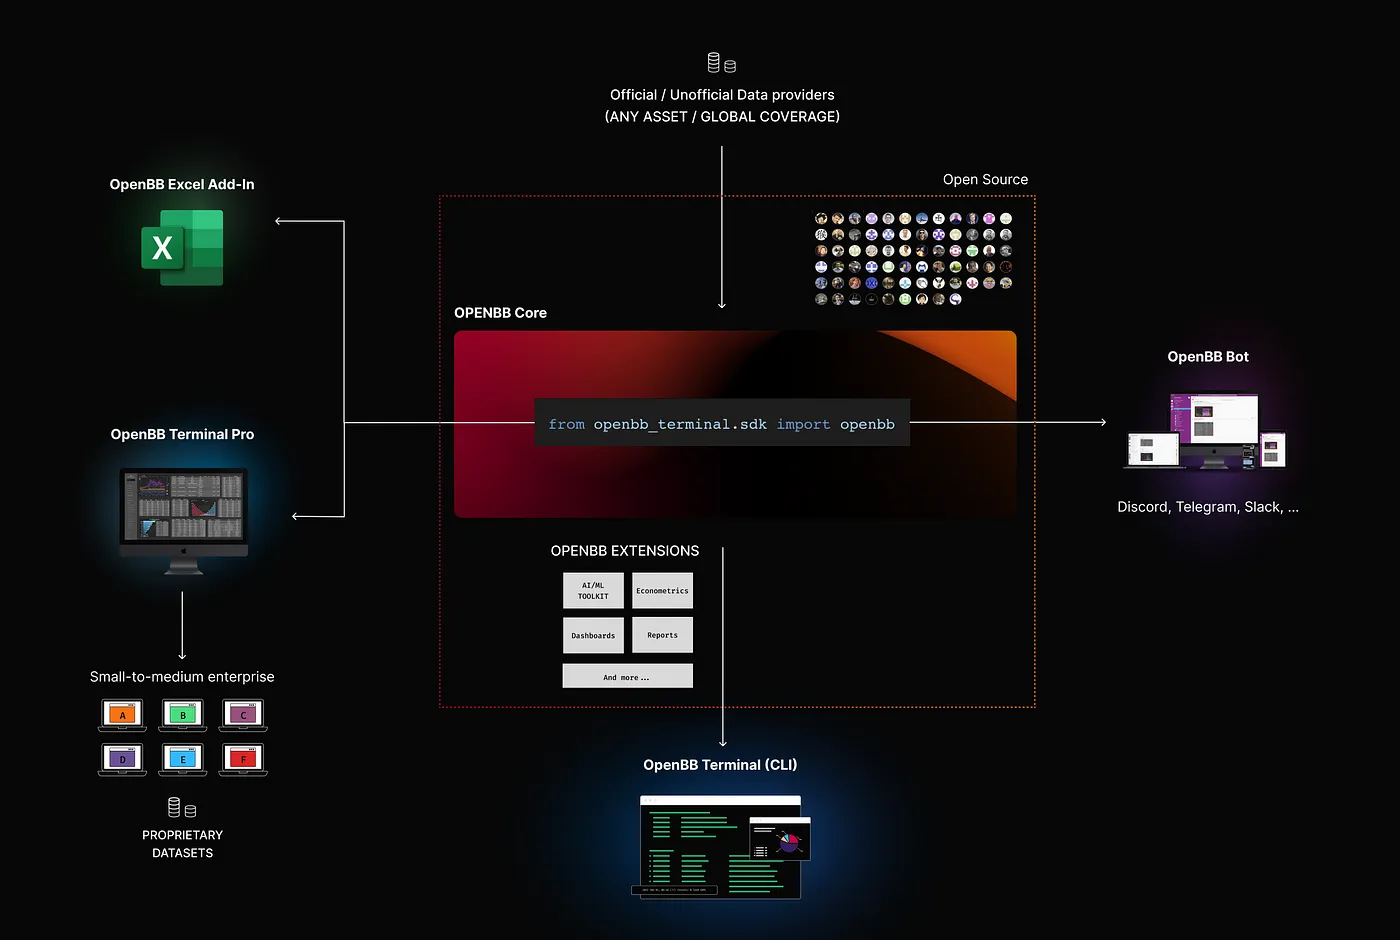 Official / Unofficial Data providers
(ANY ASSET / GLOBAL COVERAGE)
Open Source
OpenBB Excel Add-In
X
OPENBB Core
from openbb_terminal.sdk import openbb
OpenBB Bot
Discord, Telegram, Slack, ...
OpenBB Terminal Pro
OPENBB EXTENSIONS
AI/ML
TOOLKIT
Econometrics
Dashboards
Reports
And more ...
Small-to-medium enterprise
A
B
C
D
E
F
PROPRIETARY
DATASETS
OpenBB Terminal (CLI)